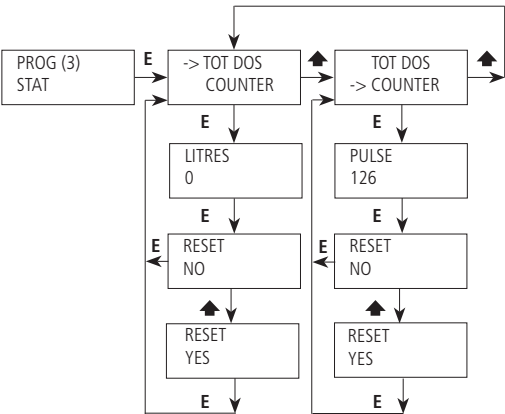 PROG (3)
STAT
E
-> TOT DOS
COUNTER
TOT DOS
-> COUNTER
E
E
LITRES
0
PULSE
126
E
E
E
RESET
NO
E
RESET
NO
RESET
YES
RESET
YES
E
E